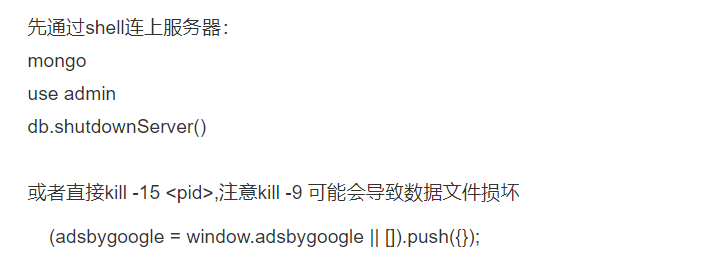 先通过shell连上服务器：
mongo
use admin
db.shutdownServer()
或者直接kill -15 <pid>,注意kill -9 可能会导致数据文件损坏
(adsbygoogle = window.adsbygoogle || []).push({});